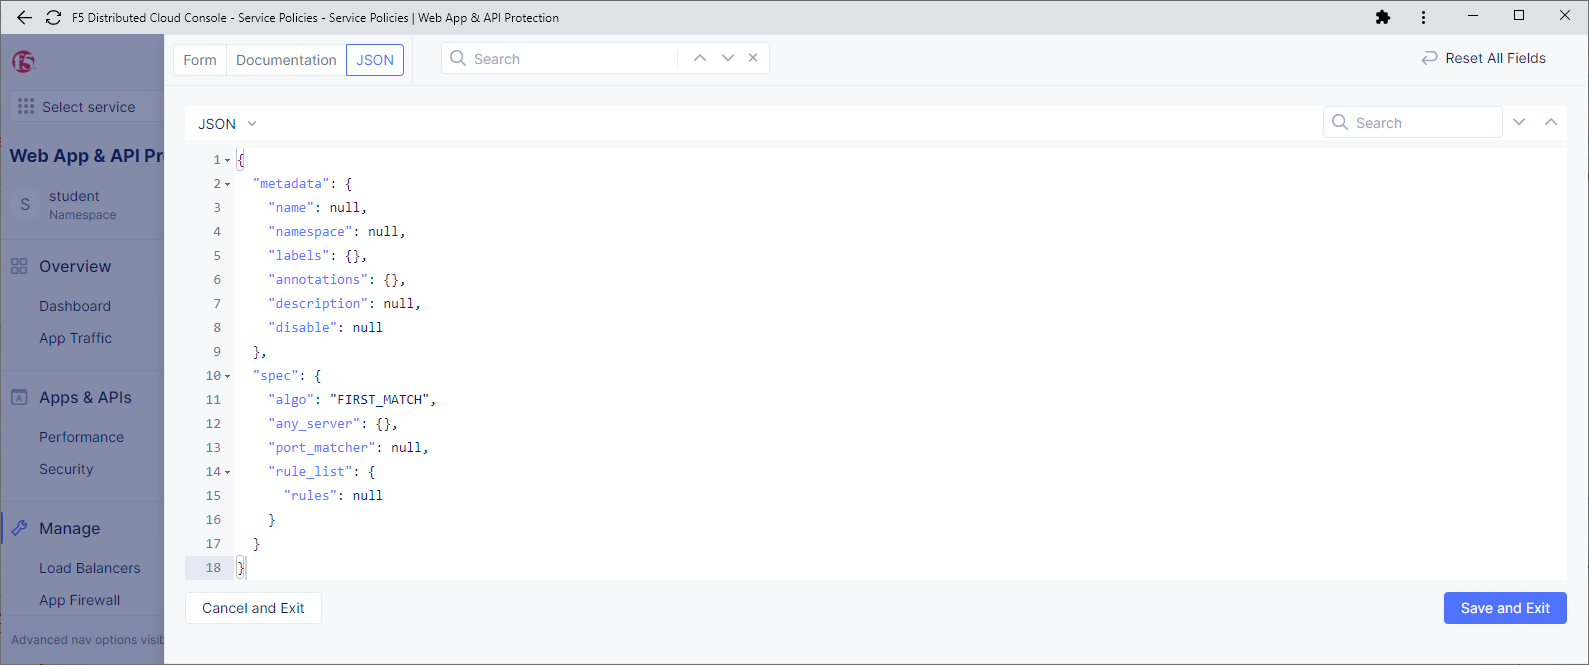 F5 Distributed Cloud Console - Service Policies - Service Policies | Web App & API Protection
f5
Form
Documentation
JSON
Search
Reset All Fields
Select service
Web App & API Pr
S
student
Namespace
Overview
Dashboard
App Traffic
Apps & APIs
Performance
Security
Manage
Load Balancers
App Firewall
Advanced nav options visib
JSON
Search
1 {
2 "metadata": {
3 "name": null,
4 "namespace": null,
5 "labels": {},
6 "annotations": {},
7 "description": null,
8 "disable": null
9 },
10 "spec": {
11 "algo": "FIRST_MATCH",
12 "any_server": {},
13 "port_matcher": null,
14 "rule_list": {
15 "rules": null
16 }
17 }
18 }
Cancel and Exit
Save and Exit